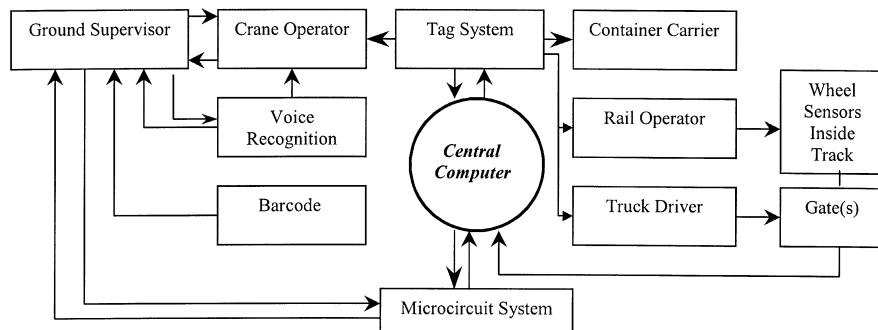 Ground Supervisor
Crane Operator
Tag System
Container Carrier
Voice
Recognition
Central
Computer
Rail Operator
Wheel
Sensors
Inside
Track
Barcode
Truck Driver
Gate(s)
Microcircuit System